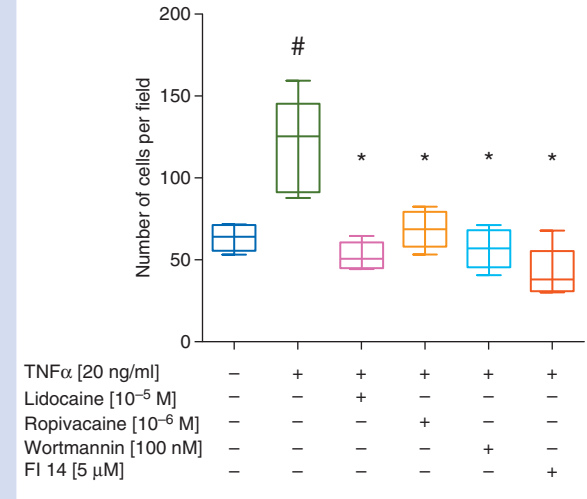 200
#
150
* * * *
100
50
0
Number of cells per field
TNFα [20 ng/ml] – + + + + +
Lidocaine [10⁻⁵ M] – – + – – –
Ropivacaine [10⁻⁶ M] – – – + – –
Wortmannin [100 nM] – – – – + –
FI 14 [5 μM] – – – – – +